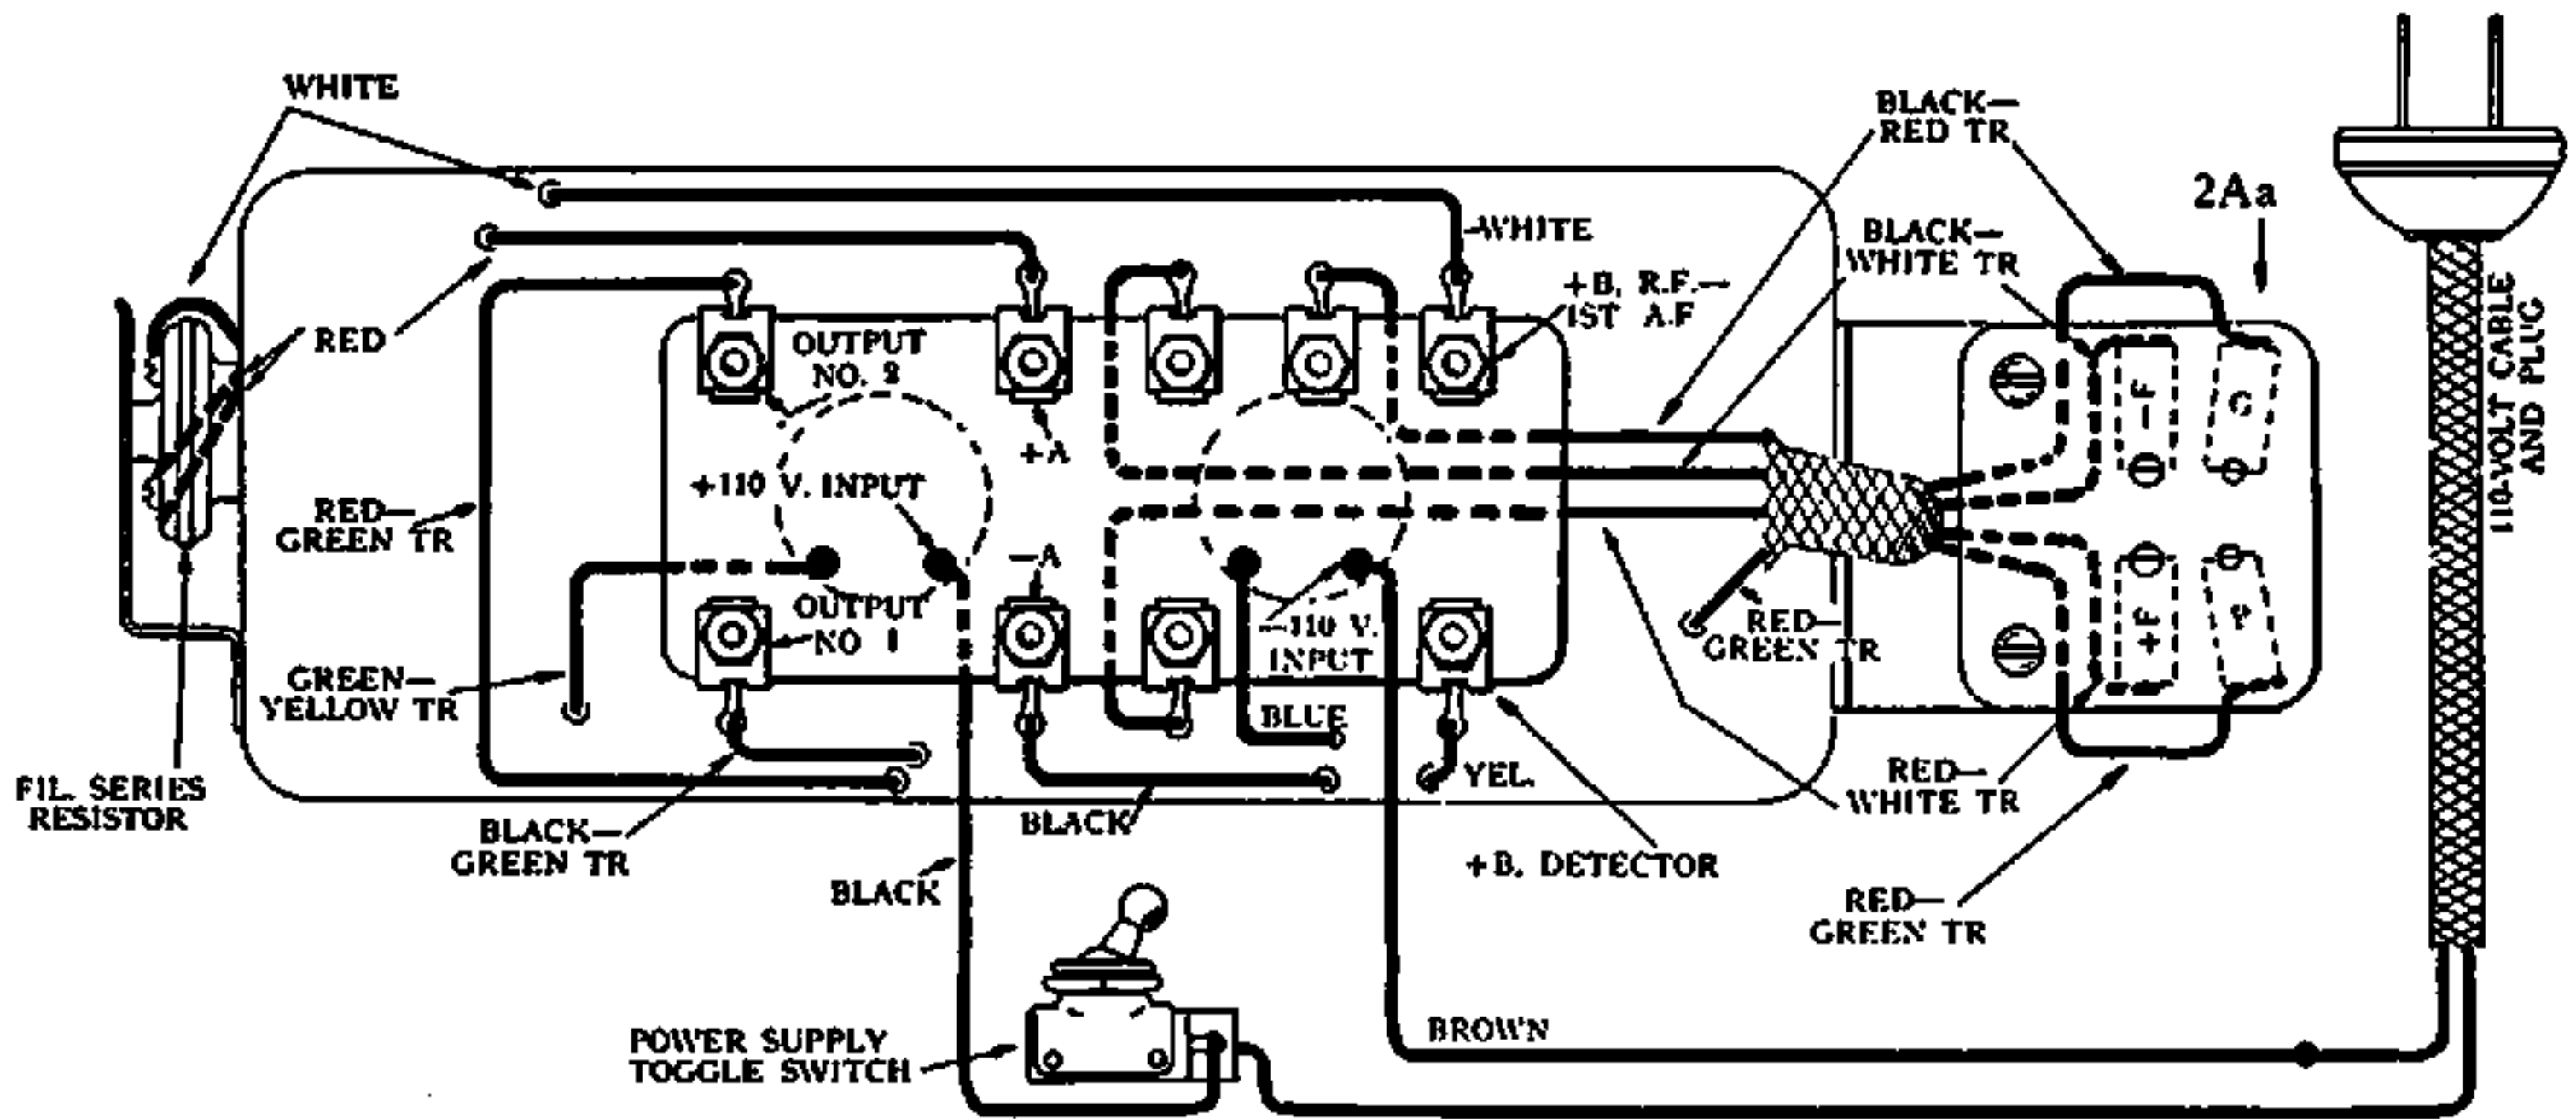 WHITE
BLACK—
RED TR.
2Aa
BLACK—
WHITE TR
-WHITE
+B. R.F.—
1ST A.F
RED
OUTPUT
NO. 2
+A
+110 V. INPUT
RED—
GREEN TR
—A
OUTPUT
NO 1
—110 V.
INPUT
RED—
GREEN TR
—F
G
+F
P
110-VOLT CABLE
AND PLUG
GREEN—
YELLOW TR
BLUE
YEL.
FIL. SERIES
RESISTOR
BLACK—
GREEN TR
BLACK
BLACK
RED—
WHITE TR
+B. DETECTOR
RED—
GREEN TR
BROWN
POWER SUPPLY
TOGGLE SWITCH